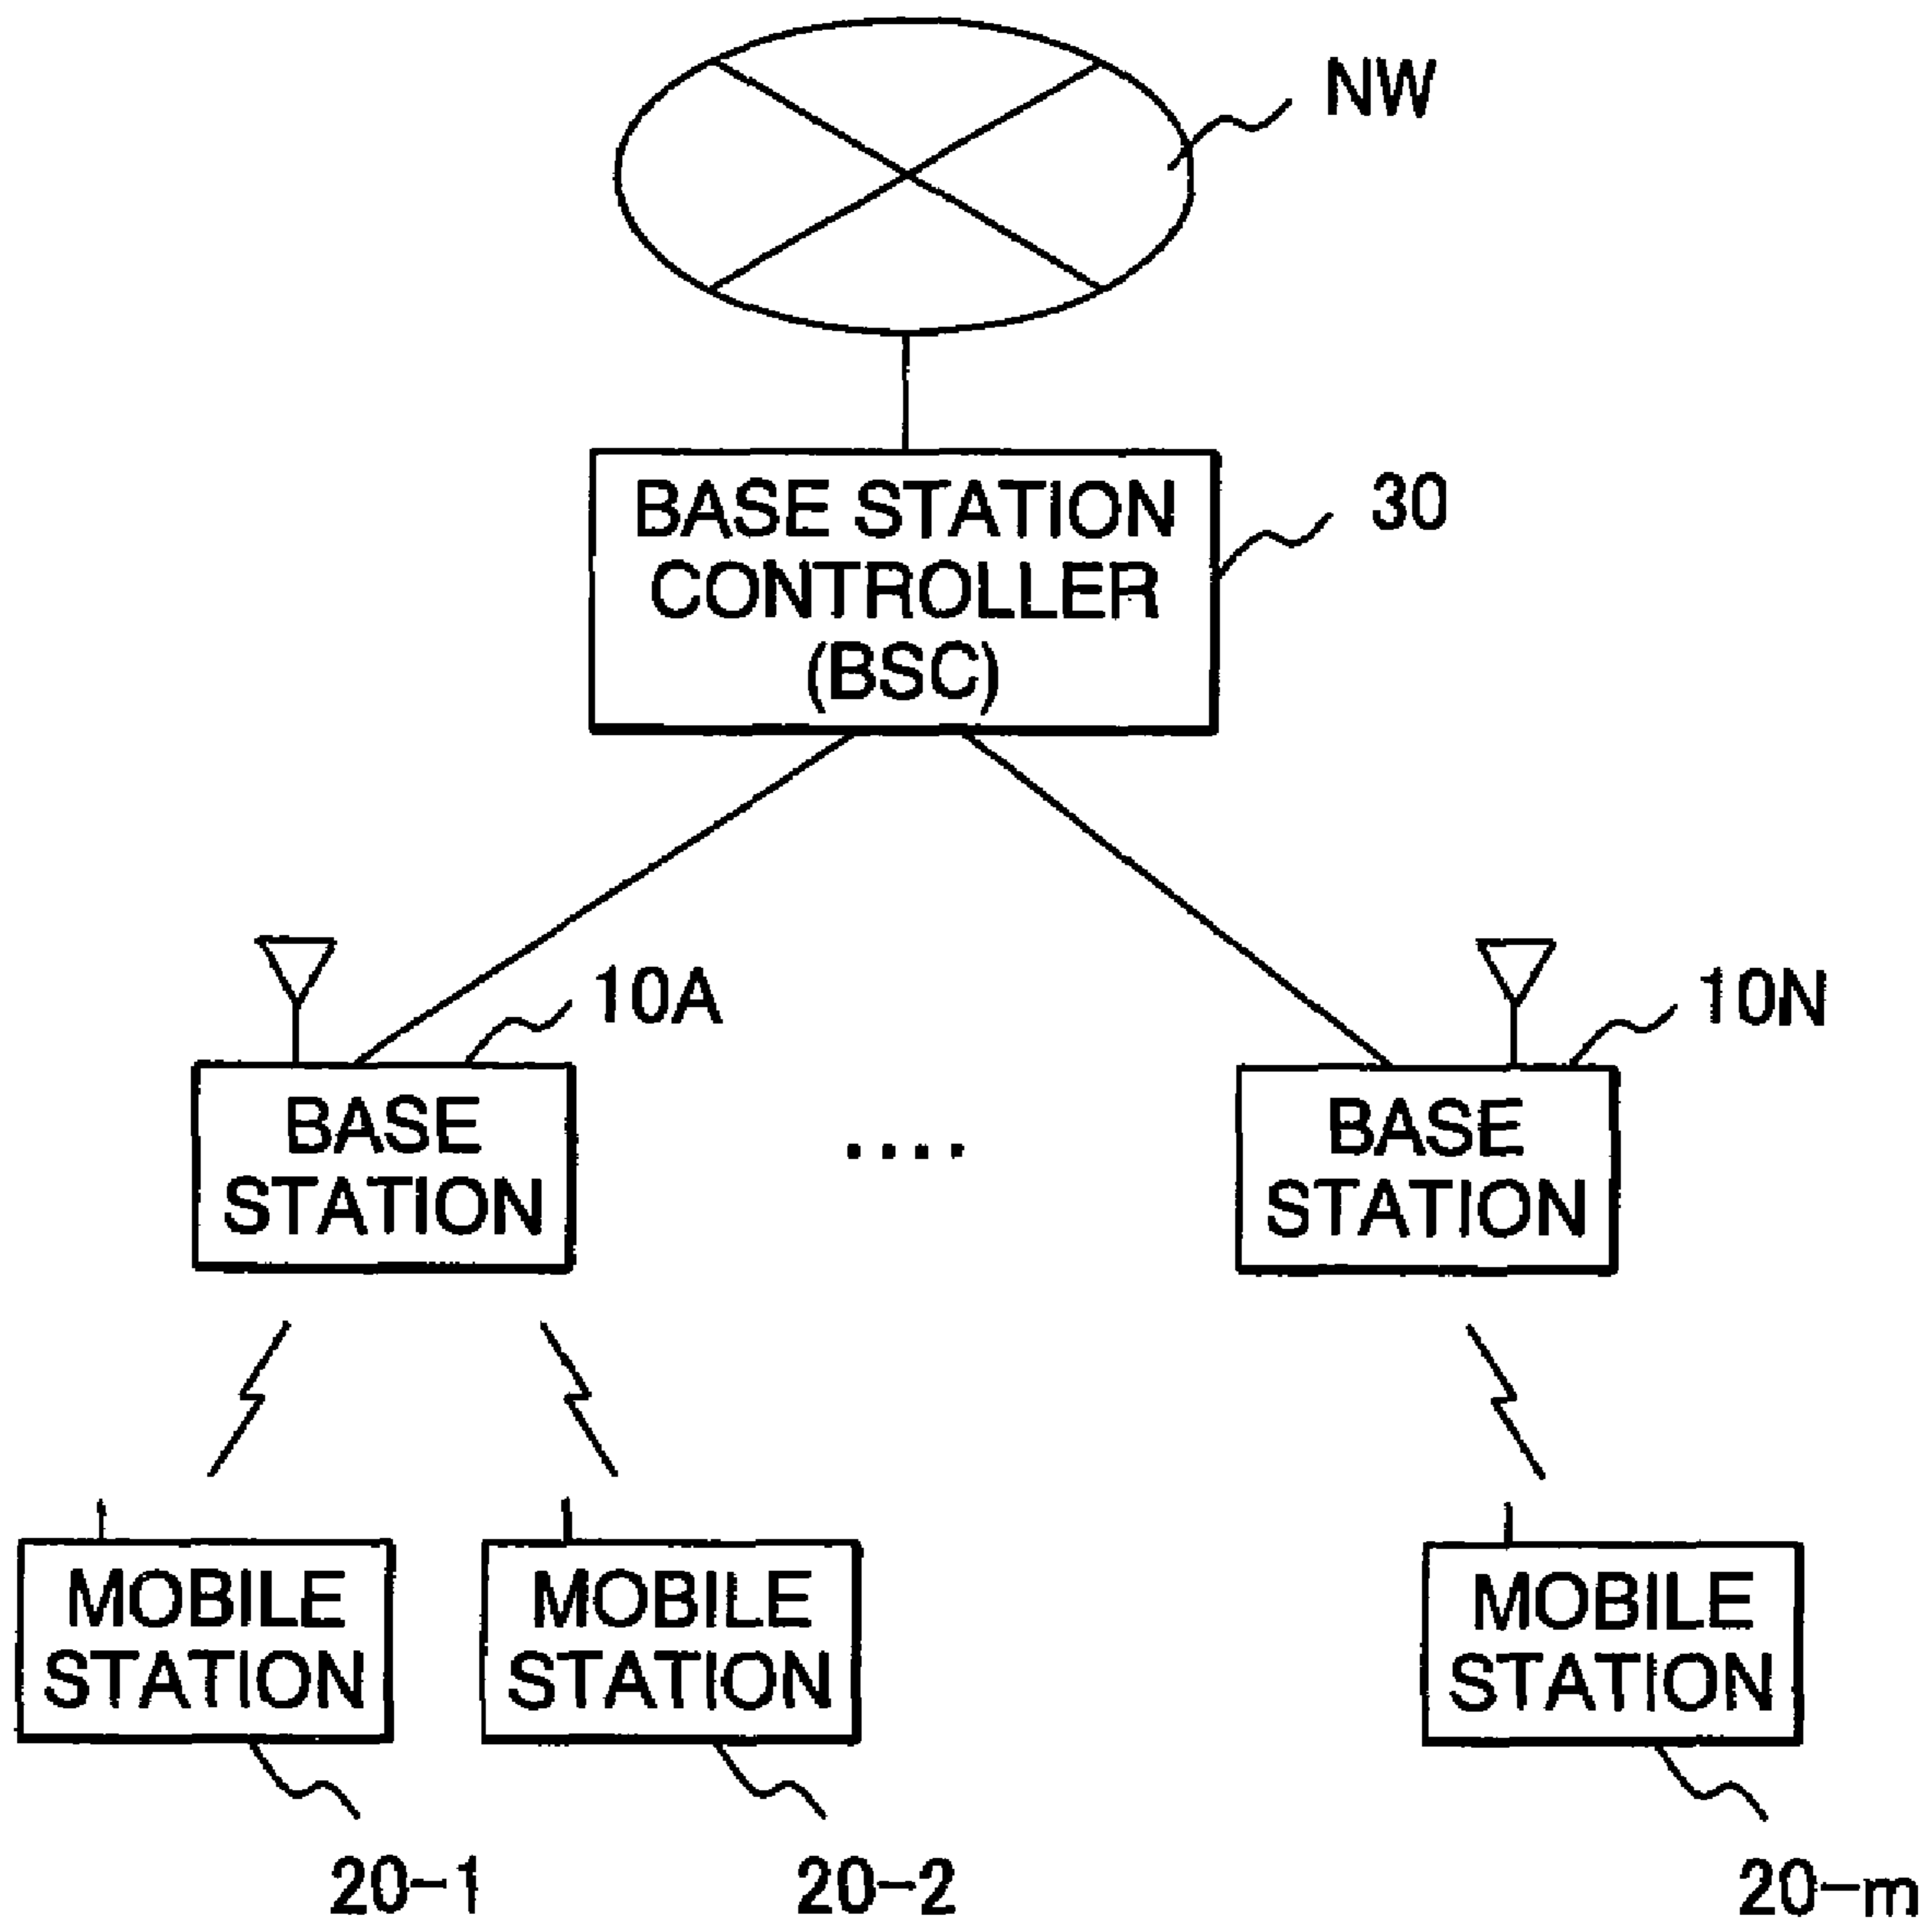 NW
BASE STATION
CONTROLLER
(BSC)
30
10A
10N
BASE
STATION
....
BASE
STATION
MOBILE
STATION
MOBILE
STATION
MOBILE
STATION
20-1
20-2
20-m